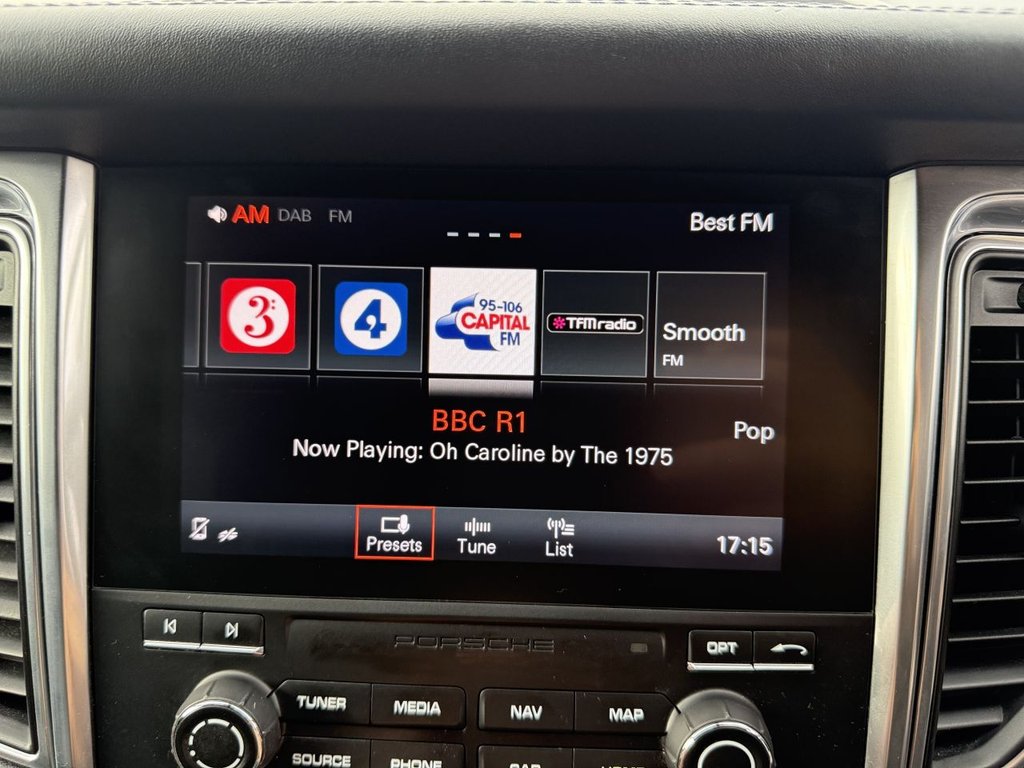 AM DAB FM
Best FM
3:
4
95-106
CAPITAL
FM
TFMradio
Smooth
FM
BBC R1
Pop
Now Playing: Oh Caroline by The 1975
Presets
Tune
List
17:15
PORSCHE
OPT
TUNER
MEDIA
NAV
MAP
SOURCE
PHONE
CAR